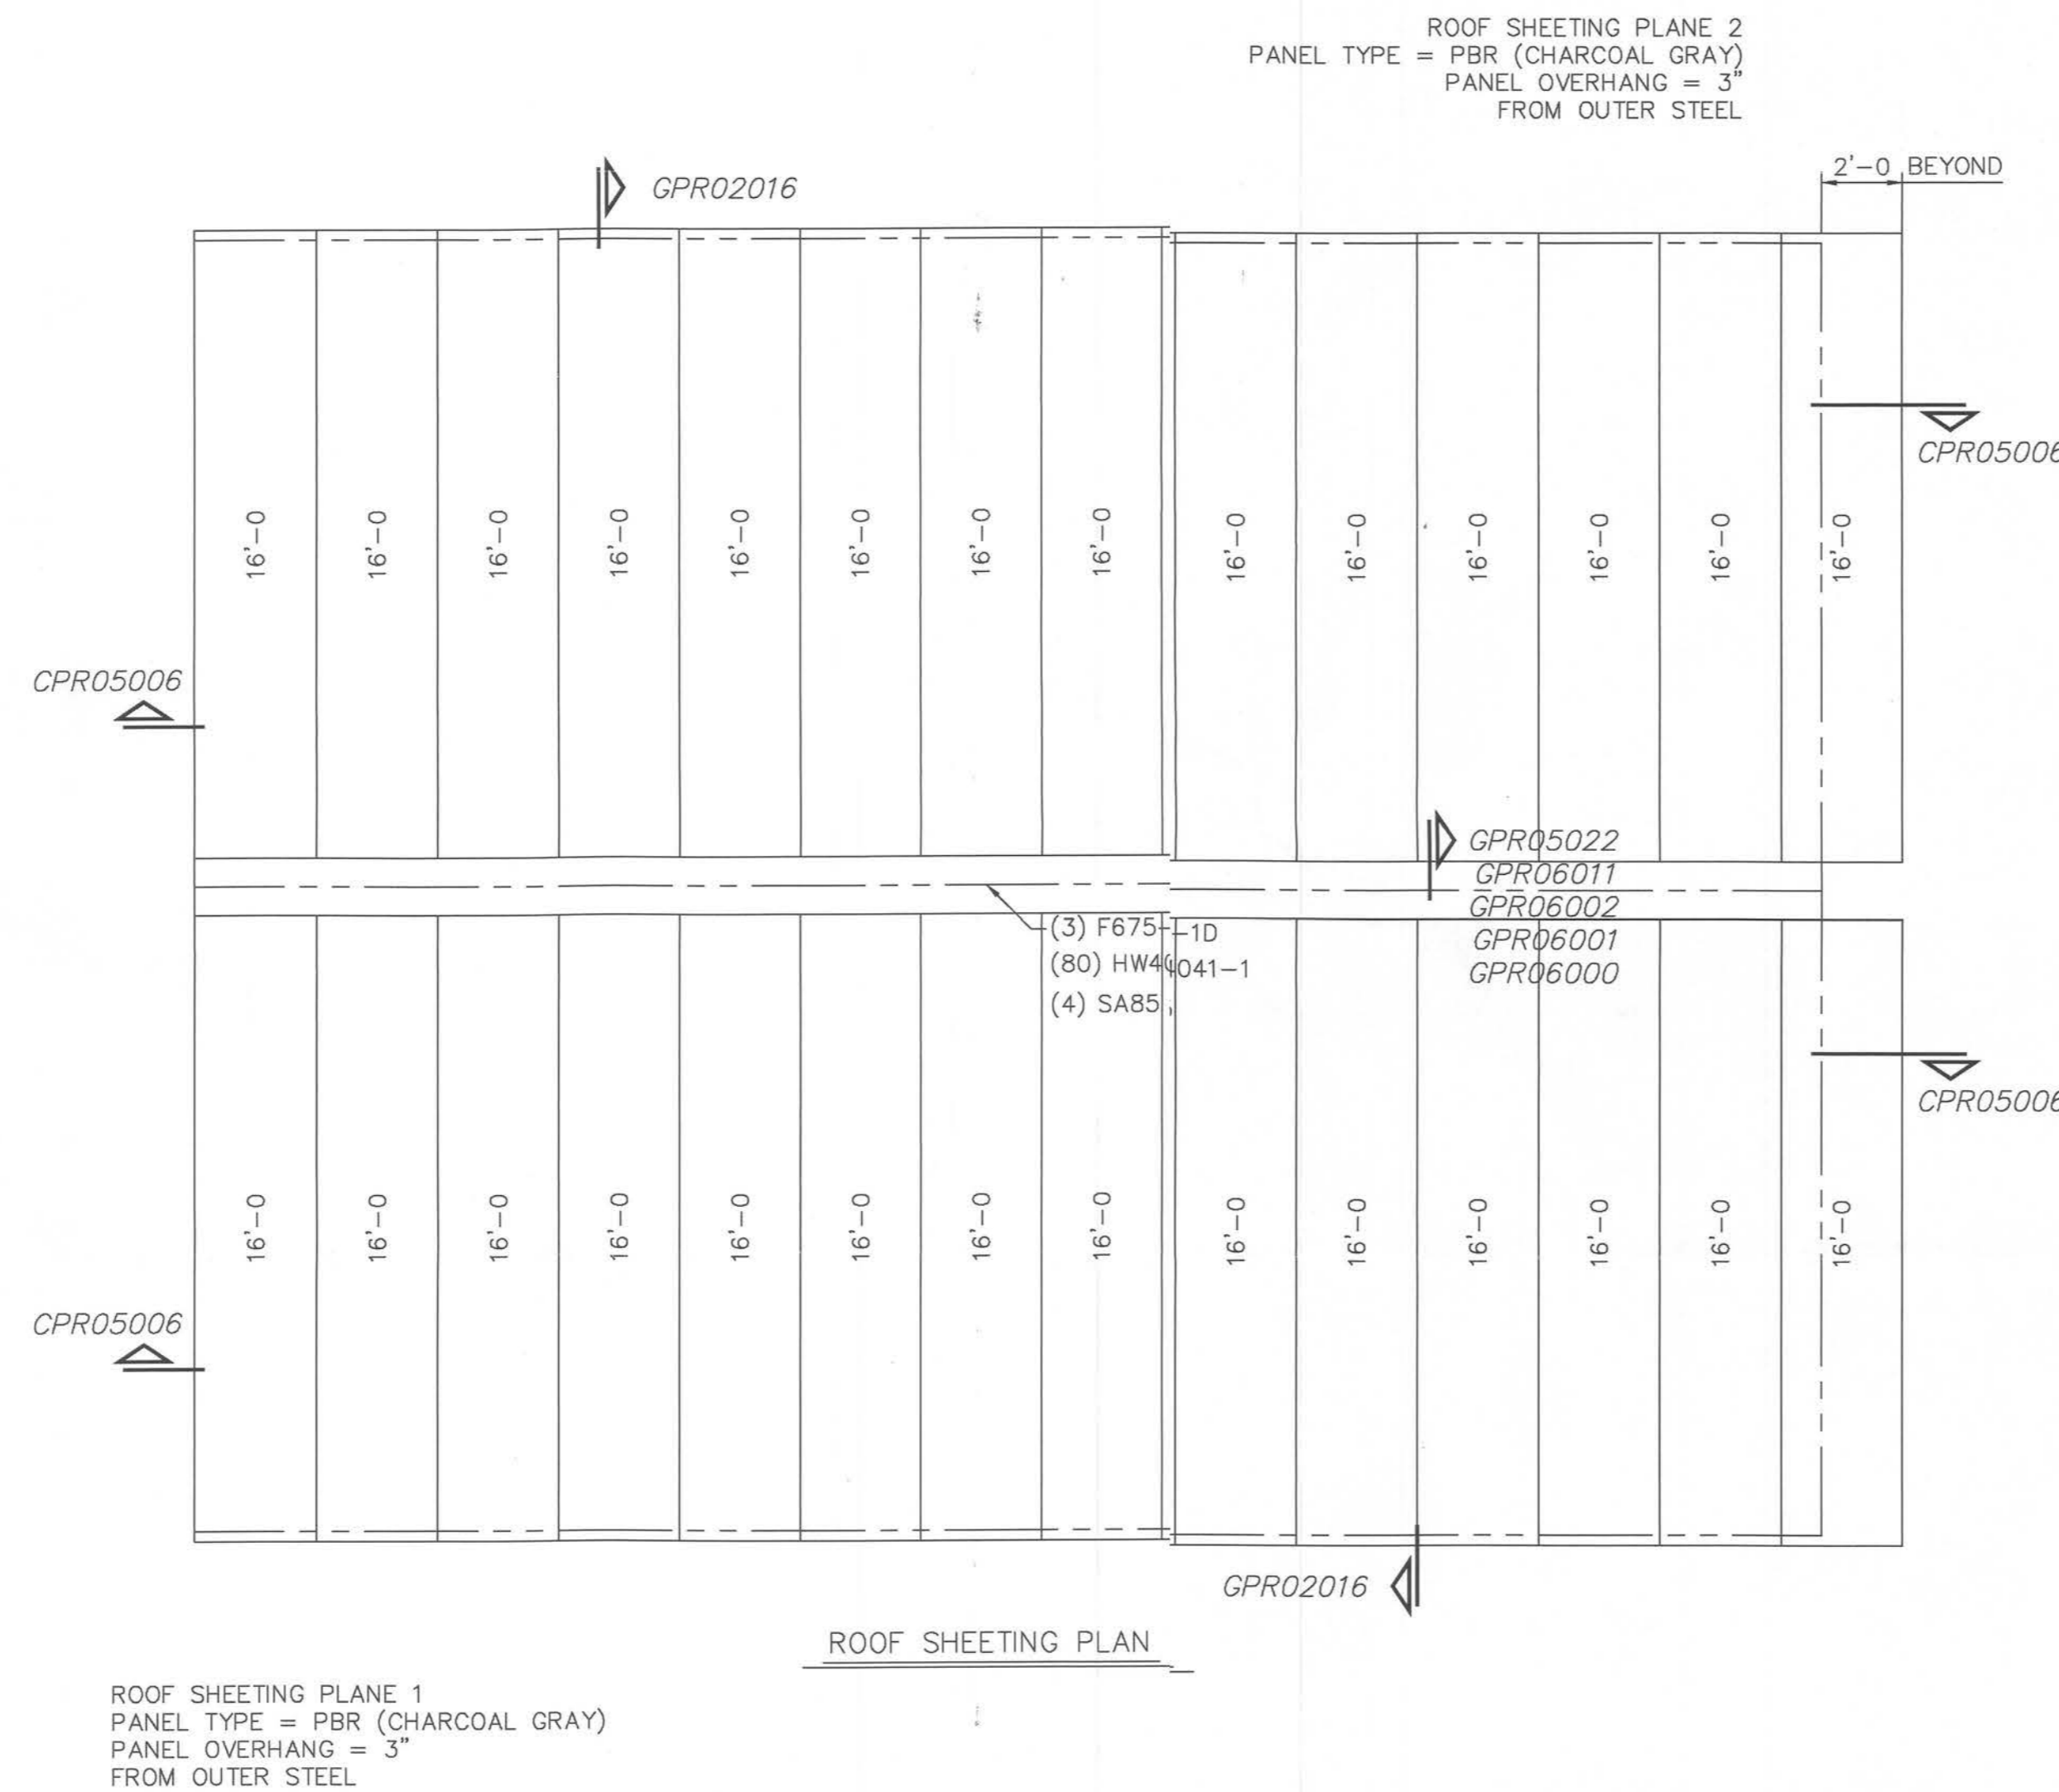 ROOF SHEETING PLANE 2
PANEL TYPE = PBR (CHARCOAL GRAY)
PANEL OVERHANG = 3"
FROM OUTER STEEL
2'-0 BEYOND
GPR02016
CPR05006
16'-0 16'-0 16'-0 16'-0 16'-0 16'-0 16'-0 16'-0 16'-0 16'-0 16'-0 16'-0 16'-0 16'-0
CPR05006
GPR05022
GPR06011
GPR06002
GPR06001
GPR06000
(3) F675--1D
(80) HW4041-1
(4) SA85
CPR05006
16'-0 16'-0 16'-0 16'-0 16'-0 16'-0 16'-0 16'-0 16'-0 16'-0 16'-0 16'-0 16'-0 16'-0
CPR05006
GPR02016
ROOF SHEETING PLAN
ROOF SHEETING PLANE 1
PANEL TYPE = PBR (CHARCOAL GRAY)
PANEL OVERHANG = 3"
FROM OUTER STEEL